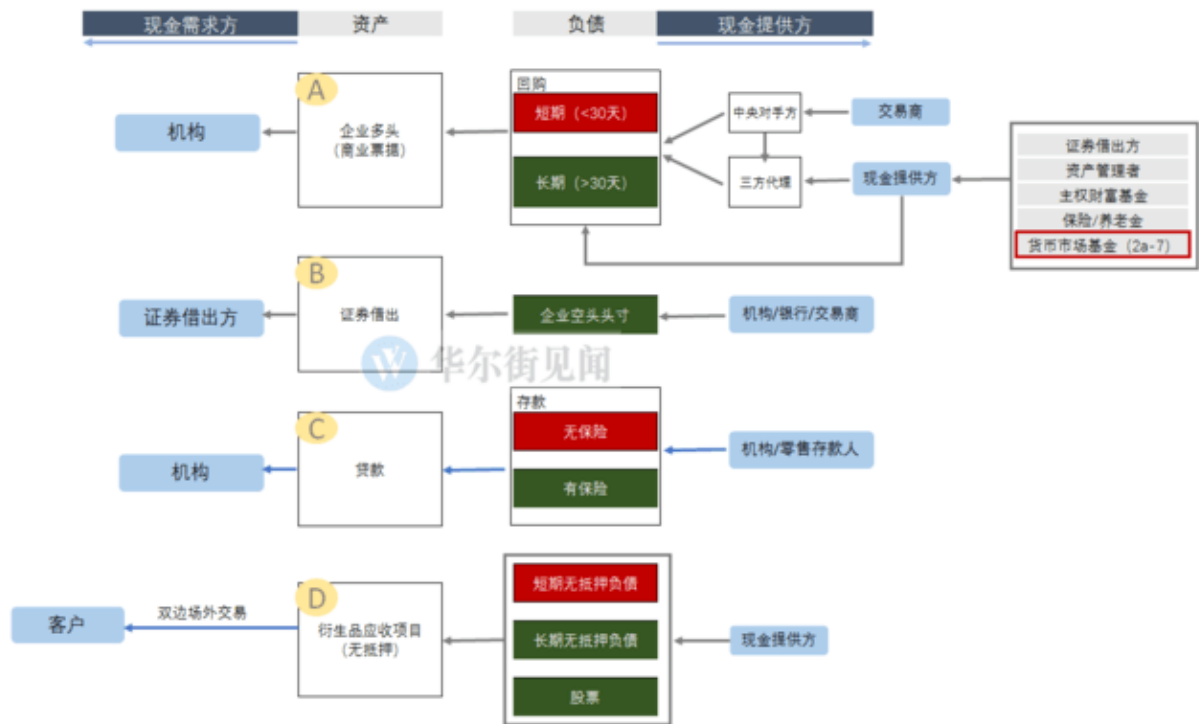 现金需求方
资产
负债
现金提供方
A
机构
企业多头
(商业票据)
回购
短期（<30天）
长期（>30天）
中央对手方
三方代理
交易商
现金提供方
证券借出方
资产管理者
主权财富基金
保险/养老金
货币市场基金（2a-7）
B
证券借出方
证券借出
企业空头头寸
机构/银行/交易商
华尔街见闻
C
机构
贷款
存款
无保险
有保险
机构/零售存款人
D
客户
双边场外交易
衍生品应收项目
(无抵押)
短期无抵押负债
长期无抵押负债
股票
现金提供方